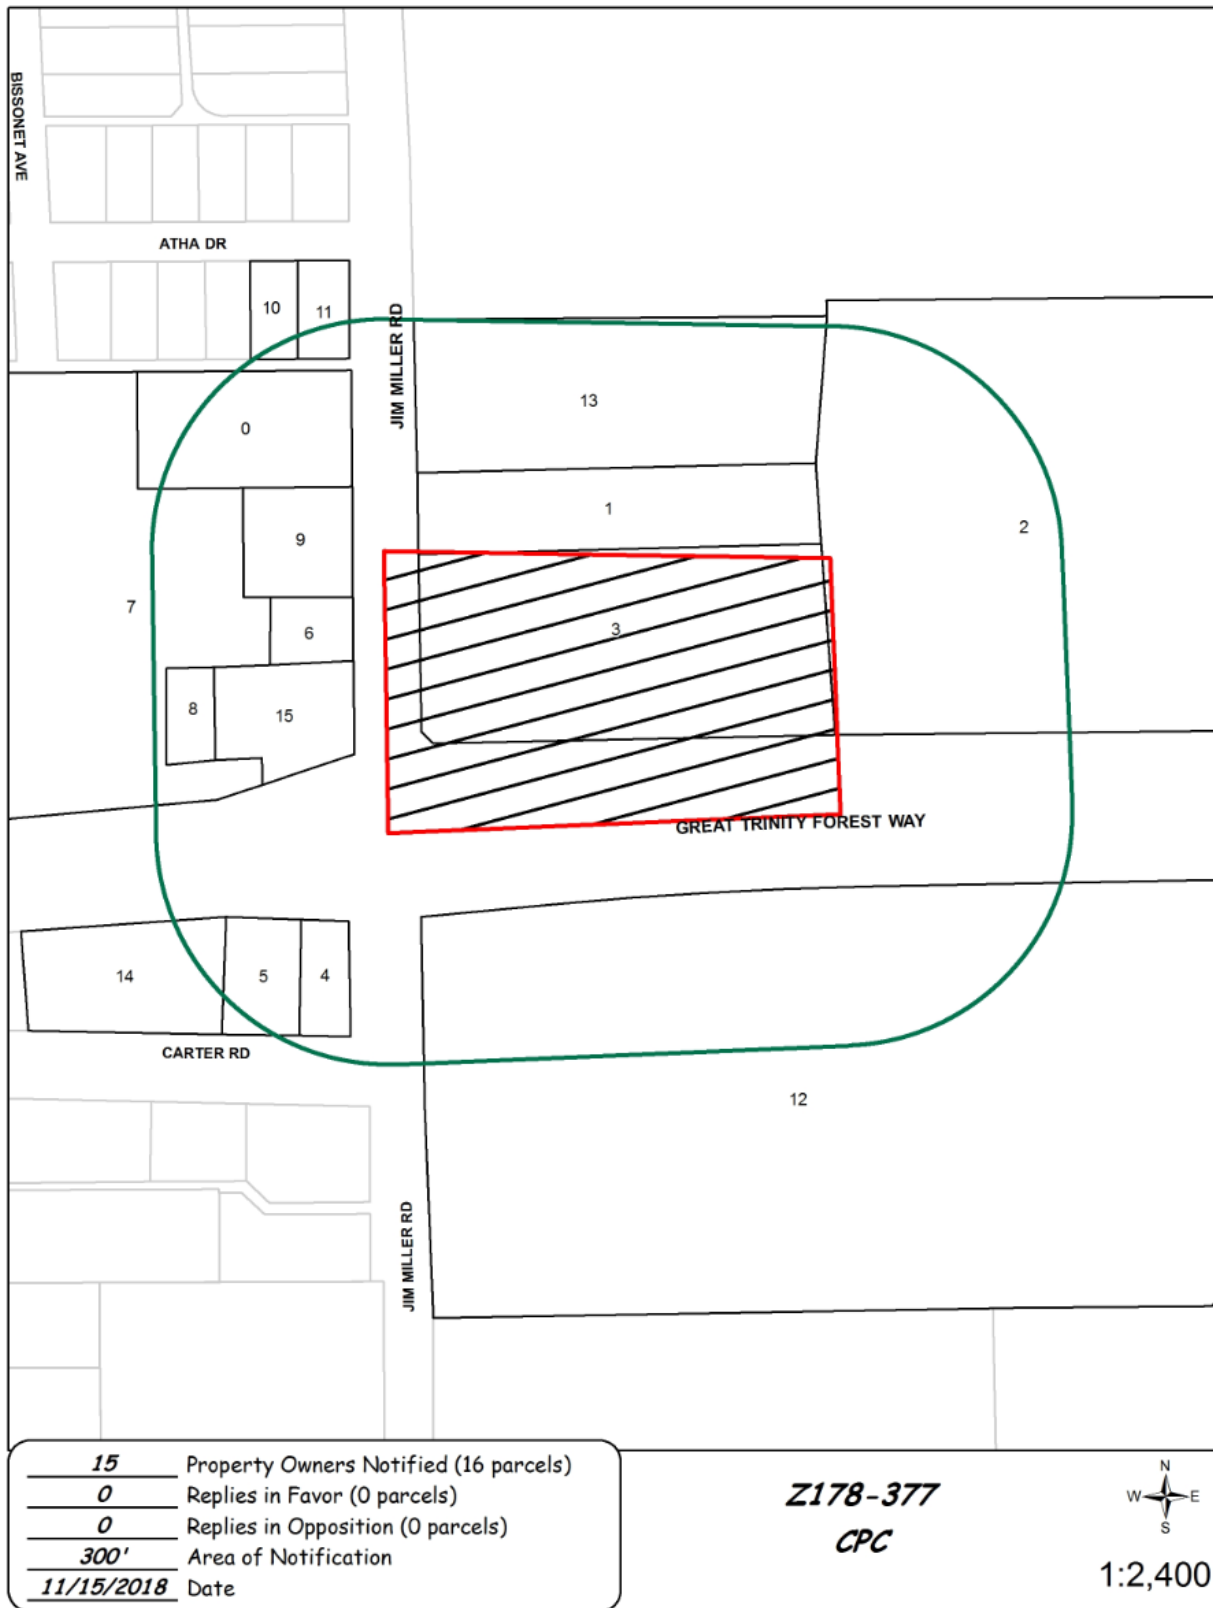 BISSONET AVE
ATHA DR
10
11
JIM MILLER RD
13
0
1
2
9
7
6
3
8
15
GREAT TRINITY FOREST WAY
14
5
4
CARTER RD
12
JIM MILLER RD
15 Property Owners Notified (16 parcels)
0 Replies in Favor (0 parcels)
0 Replies in Opposition (0 parcels)
300' Area of Notification
11/15/2018 Date
Z178-377
CPC
N
W E
S
1:2,400